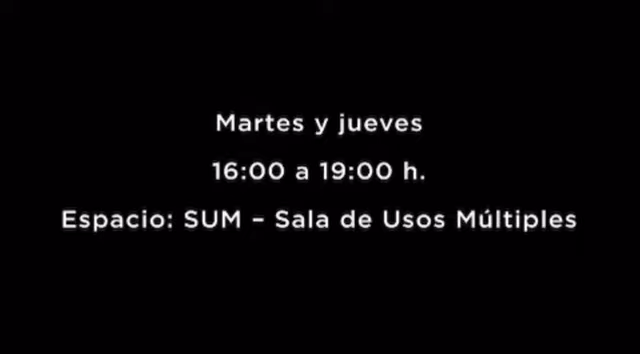 Martes y jueves
16:00 a 19:00 h.
Espacio: SUM – Sala de Usos Múltiples